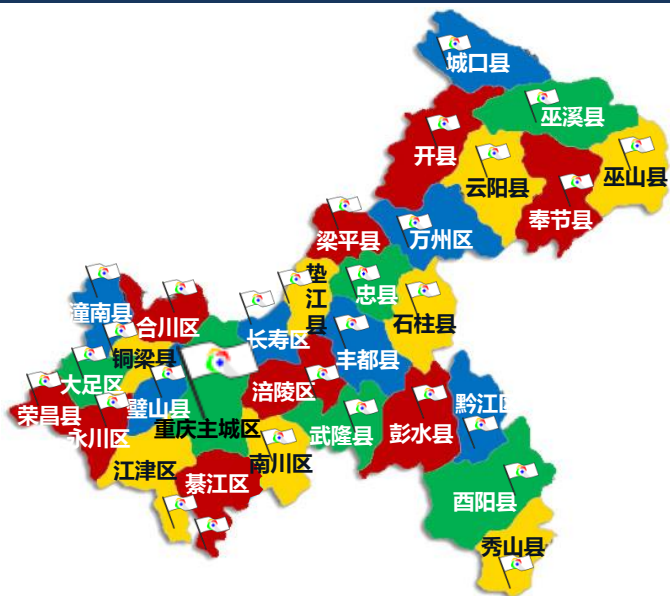 城口县
巫溪县
开县
云阳县
巫山县
奉节县
梁平县
万州区
垫江县
忠县
石柱县
潼南县
合川区
长寿区
铜梁县
丰都县
大足区
涪陵区
荣昌县
璧山县
黔江区
永川区
重庆主城区
武隆县
彭水县
江津区
南川区
綦江区
酉阳县
秀山县